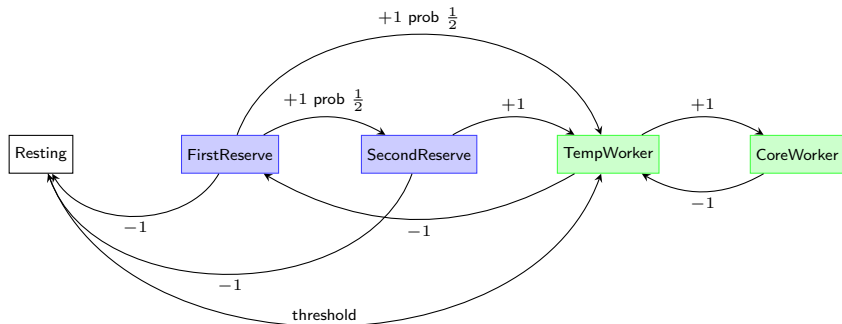 +1 prob 1/2
+1 prob 1/2
+1
+1
Resting
FirstReserve
SecondReserve
TempWorker
CoreWorker
−1
−1
−1
−1
threshold